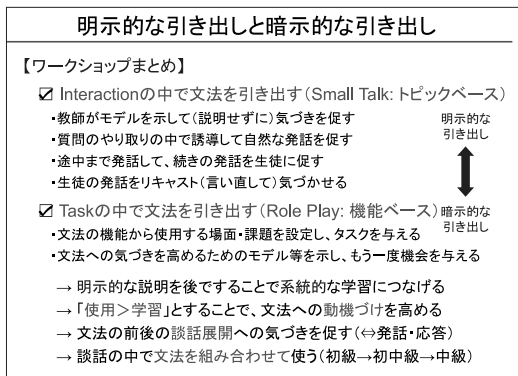 明示的な引き出しと暗示的な引き出し
【ワークショップまとめ】
☑ Interactionの中で文法を引き出す(Small Talk: トピックベース)
・教師がモデルを示して(説明せずに)気づきを促す
・質問のやり取りの中で誘導して自然な発話を促す
・途中まで発話して、続きの発話を生徒に促す
・生徒の発話をリキャスト(言い直して)気づかせる
明示的な
引き出し
☑ Taskの中で文法を引き出す(Role Play: 機能ベース)
暗示的な
引き出し
・文法の機能から使用する場面・課題を設定し、タスクを与える
・文法への気づきを高めるためのモデル等を示し、もう一度機会を与える
→ 明示的な説明を後ですることで系統的な学習につなげる
→「使用>学習」とすることで、文法への動機づけを高める
→ 文法の前後の談話展開への気づきを促す(⇔発話・応答)
→ 談話の中で文法を組み合わせて使う(初級→初中級→中級)